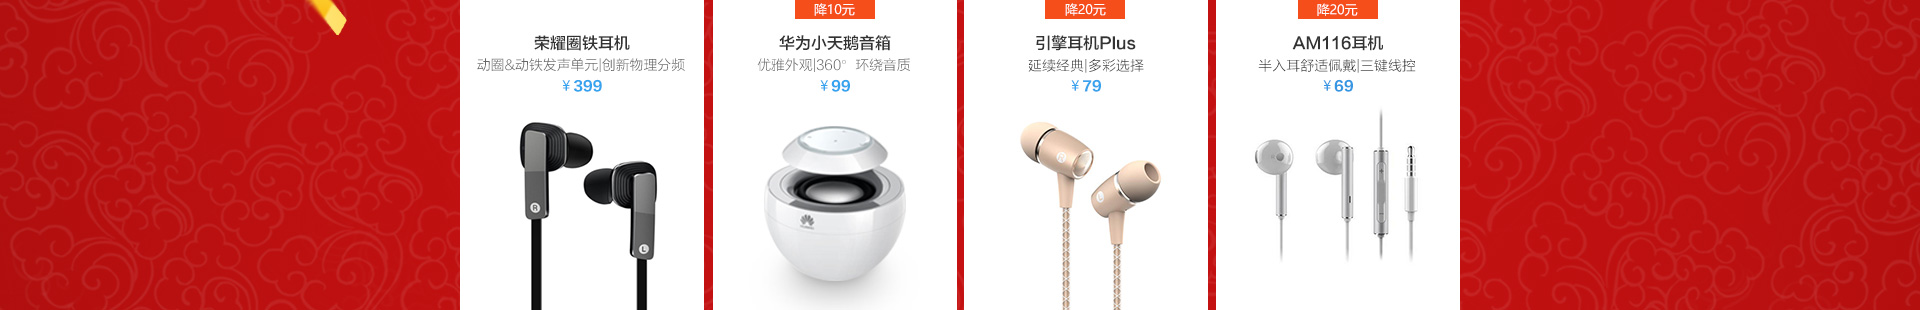 荣耀圈铁耳机
动圈&动铁发声单元|创新物理分频
¥399
R
L
降10元
华为小天鹅音箱
优雅外观|360° 环绕音质
¥99
降20元
引擎耳机Plus
延续经典|多彩选择
¥79
降20元
AM116耳机
半入耳舒适佩戴|三键线控
¥69